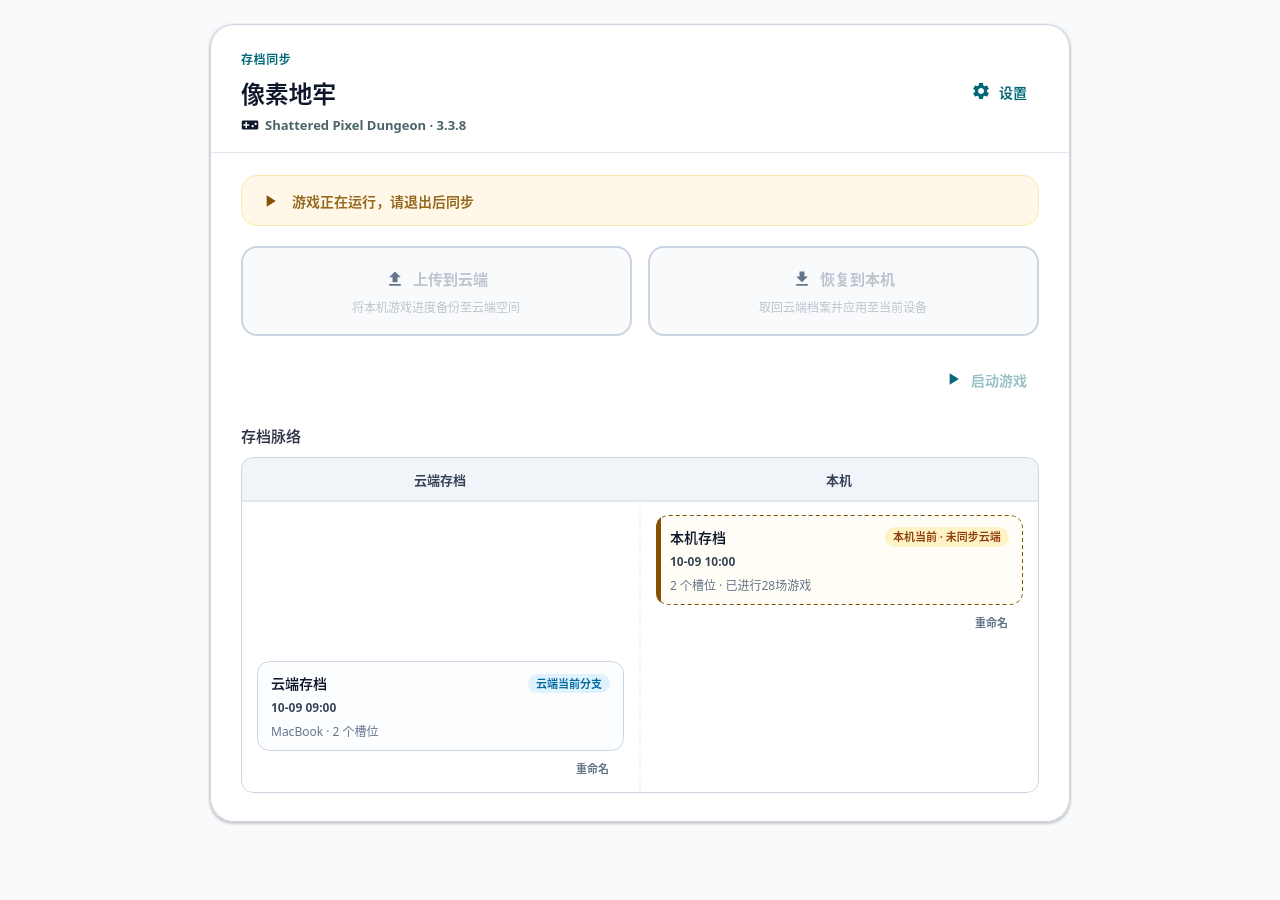 存档同步
像素地牢
设置
Shattered Pixel Dungeon · 3.3.8
游戏正在运行，请退出后同步
上传到云端
将本机游戏进度备份至云端空间
恢复到本机
取回云端档案并应用至当前设备
启动游戏
存档脉络
云端存档
本机
本机存档
本机当前 · 未同步云端
10-09 10:00
2 个槽位 · 已进行28场游戏
重命名
云端存档
云端当前分支
10-09 09:00
MacBook · 2 个槽位
重命名